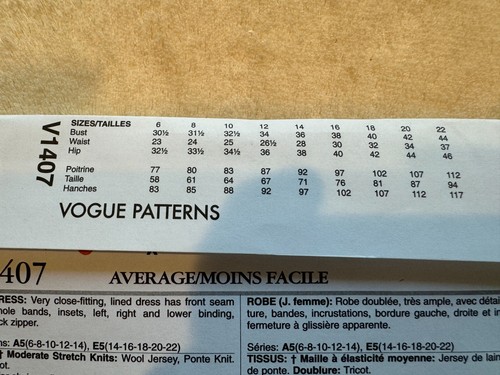 V1407
SIZES/TAILLES 6 8 10 12 14 16 18 20 22
Bust 30½ 31½ 32½ 34 36 38 40 42 44
Waist 23 24 25 26½ 28 30 32 34 37
Hip 32½ 33½ 34½ 36 38 40 42 44 46
Poitrine 77 80 83 87 92 97 102 107 112
Taille 58 61 64 67 71 76 81 87 94
Hanches 83 85 88 92 97 102 107 112 117
VOGUE PATTERNS
407 AVERAGE/MOINS FACILE
RESS: Very close-fitting, lined dress has front seam
hole bands, insets, left and right lower binding,
ck zipper.
ns: A5(6-8-10-12-14), E5(14-16-18-20-22)
† Moderate Stretch Knits: Wool Jersey, Ponte Knit.
ROBE (J. femme): Robe doublée, très ample, avec détai
ture, bandes, incrustations, bordure gauche, droite et in
fermeture à glissière apparente.
Séries: A5(6-8-10-12-14), E5(14-16-18-20-22)
TISSUS: † Maille à élasticité moyenne: Jersey de lain
de ponte. Doublure: Tricot.